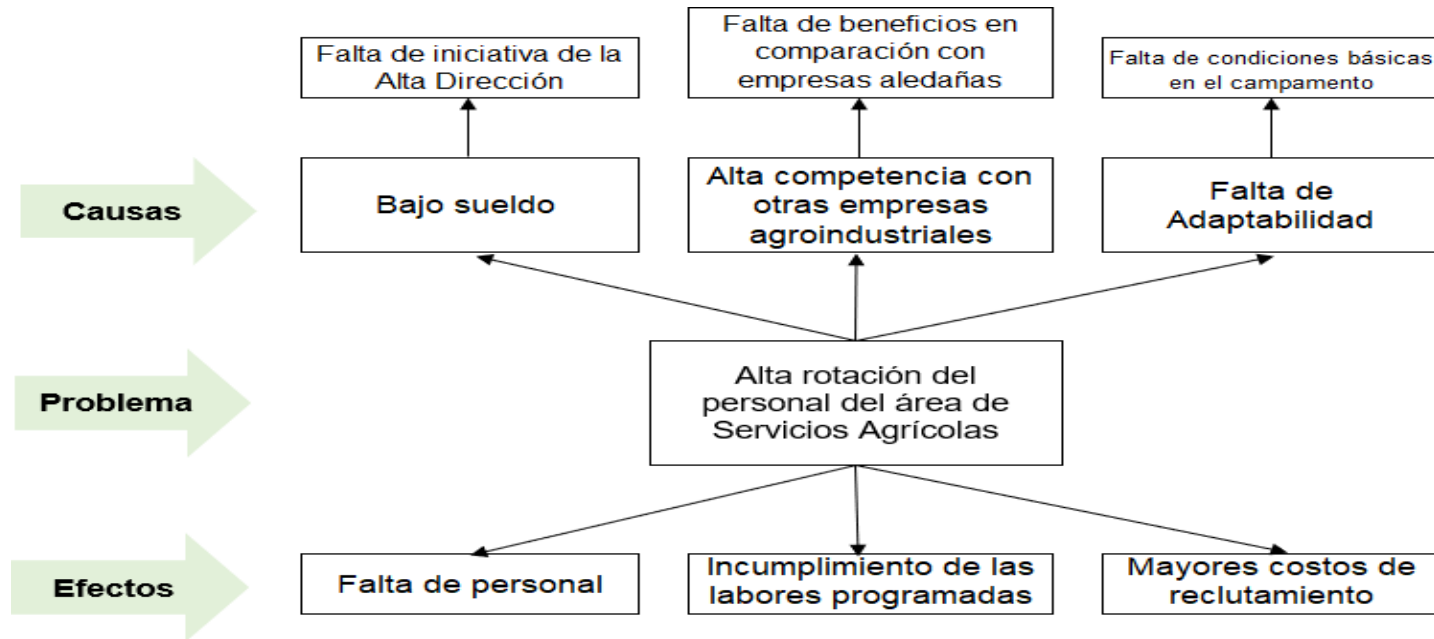 Falta de iniciativa de la
Alta Dirección
Falta de beneficios en
comparación con
empresas aledañas
Falta de condiciones básicas
en el campamento
Causas
Bajo sueldo
Alta competencia con
otras empresas
agroindustriales
Falta de
Adaptabilidad
Problema
Alta rotación del
personal del área de
Servicios Agrícolas
Efectos
Falta de personal
Incumplimiento de las
labores programadas
Mayores costos de
reclutamiento